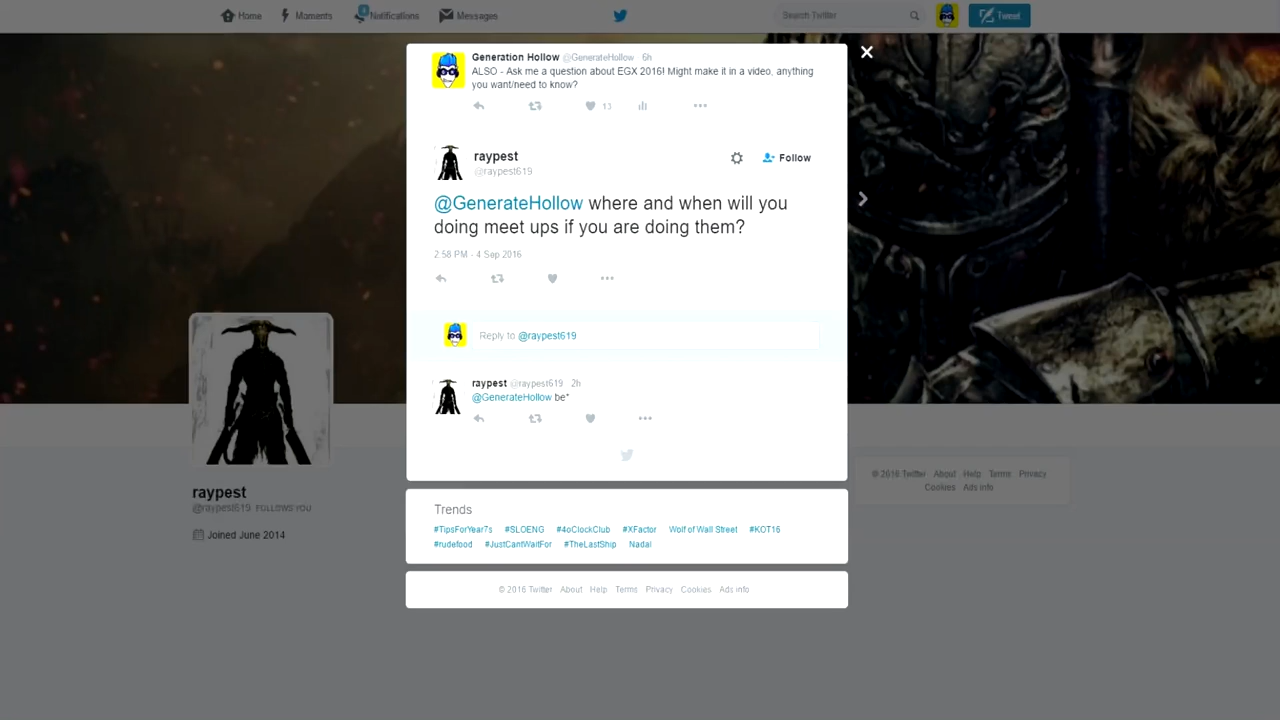 Home Moments Notifications Messages Search Twitter Tweet
Generation Hollow @GenerateHollow 6h
ALSO - Ask me a question about EGX 2016! Might make it in a video, anything
you want/need to know?
13
raypest
@raypest619
Follow
@GenerateHollow where and when will you
doing meet ups if you are doing them?
2:58 PM - 4 Sep 2016
Reply to @raypest619
raypest @raypest619 2h
@GenerateHollow be*
raypest
@raypest619 FOLLOWS YOU
Joined June 2014
© 2016 Twitter About Help Terms Privacy
Cookies Ads info
Trends
#TipsForYear7s #SLOENG #4oClockClub #XFactor Wolf of Wall Street #KOT16
#rudefood #JustCantWaitFor #TheLastShip Nadal
© 2016 Twitter About Help Terms Privacy Cookies Ads info